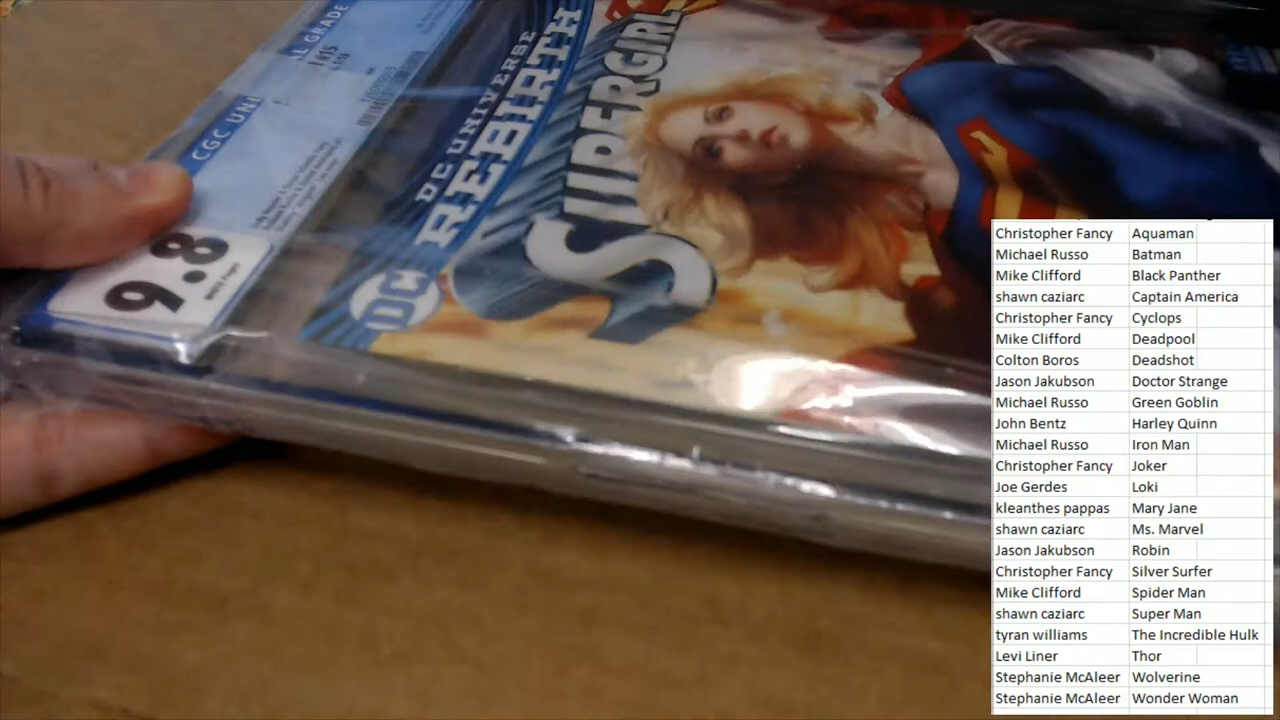 CGC UNI
L GRADE
#15
9.8
WHITE Pages
DC UNIVERSE
REBIRTH
DC
SUPERGIRL
S
Christopher Fancy Aquaman
Michael Russo Batman
Mike Clifford Black Panther
shawn caziarc Captain America
Christopher Fancy Cyclops
Mike Clifford Deadpool
Colton Boros Deadshot
Jason Jakubson Doctor Strange
Michael Russo Green Goblin
John Bentz Harley Quinn
Michael Russo Iron Man
Christopher Fancy Joker
Joe Gerdes Loki
kleanthes pappas Mary Jane
shawn caziarc Ms. Marvel
Jason Jakubson Robin
Christopher Fancy Silver Surfer
Mike Clifford Spider Man
shawn caziarc Super Man
tyran williams The Incredible Hulk
Levi Liner Thor
Stephanie McAleer Wolverine
Stephanie McAleer Wonder Woman